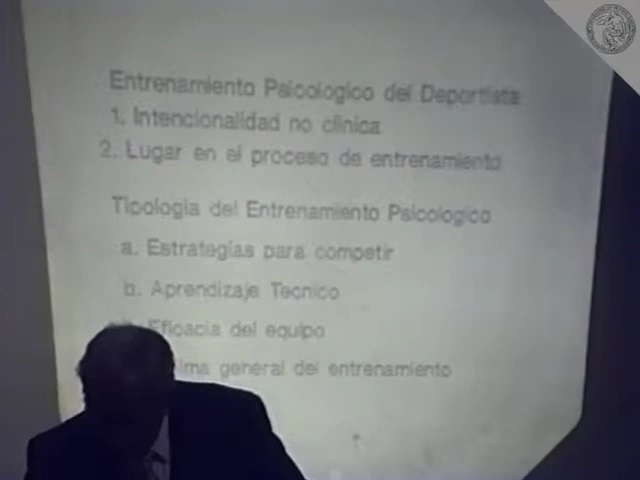 Entrenamiento Psicologico del Deportista
1. Intencionalidad no clinica
2. Lugar en el proceso de entrenamiento
Tipologia del Entrenamiento Psicologico
a. Estrategias para competir
b. Aprendizaje Tecnico
Eficacia del equipo
general del entrenamiento